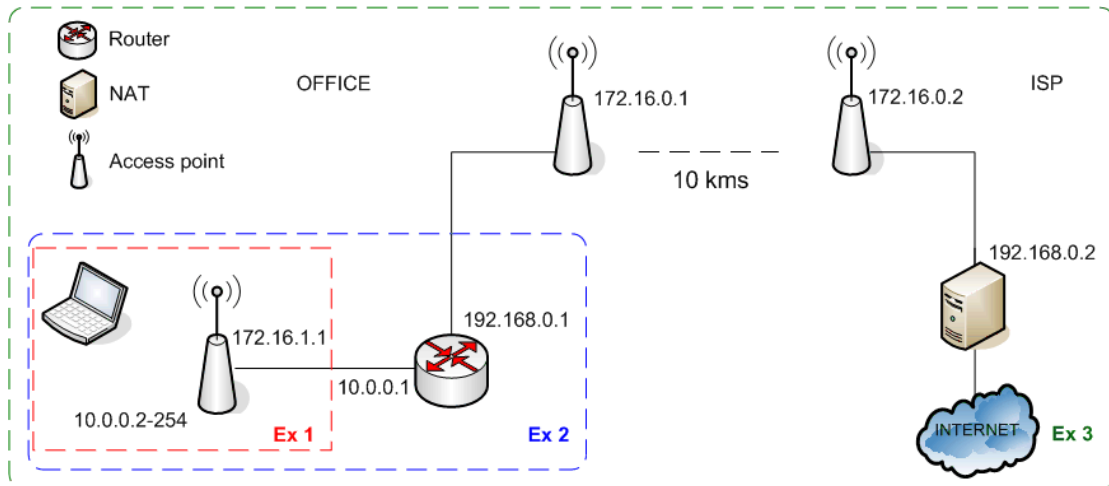 Router
NAT
Access point
OFFICE
172.16.0.1
10 kms
172.16.0.2
ISP
192.168.0.2
INTERNET
Ex 3
172.16.1.1
10.0.0.2-254
Ex 1
192.168.0.1
10.0.0.1
Ex 2